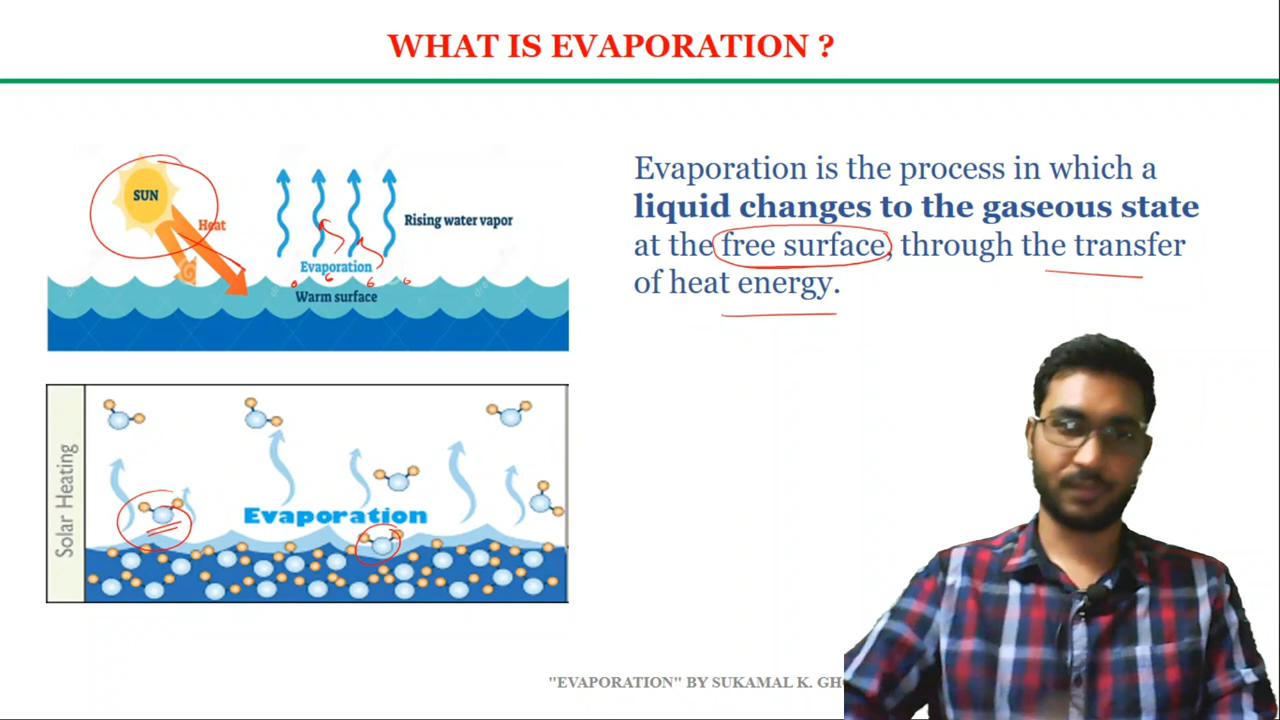 WHAT IS EVAPORATION ?
SUN
Heat
Rising water vapor
Evaporation
Warm surface
Evaporation is the process in which a
liquid changes to the gaseous state
at the free surface, through the transfer
of heat energy.
Solar Heating
Evaporation
"EVAPORATION" BY SUKAMAL K.